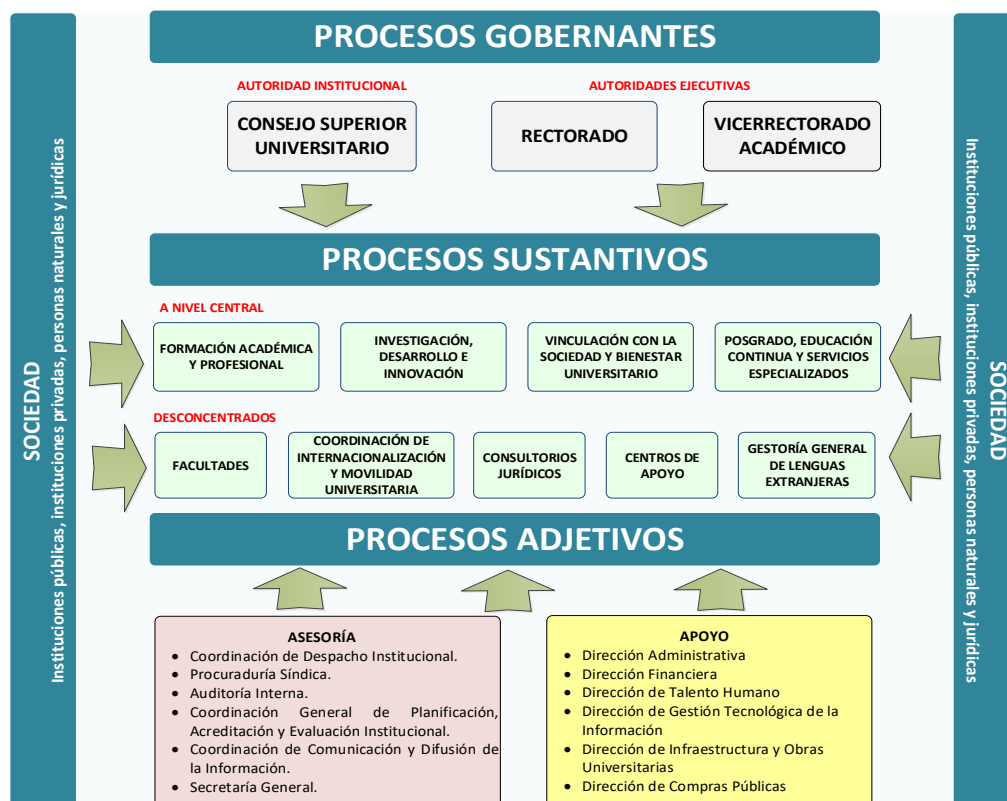 PROCESOS GOBERNANTES
AUTORIDAD INSTITUCIONAL
AUTORIDADES EJECUTIVAS
CONSEJO SUPERIOR
UNIVERSITARIO
RECTORADO
VICERRECTORADO
ACADÉMICO
SOCIEDAD
Instituciones públicas, instituciones privadas, personas naturales y jurídicas
PROCESOS SUSTANTIVOS
A NIVEL CENTRAL
FORMACIÓN ACADÉMICA
Y PROFESIONAL
INVESTIGACIÓN,
DESARROLLO E
INNOVACIÓN
VINCULACIÓN CON LA
SOCIEDAD Y BIENESTAR
UNIVERSITARIO
POSGRADO, EDUCACIÓN
CONTINUA Y SERVICIOS
ESPECIALIZADOS
DESCONCENTRADOS
FACULTADES
COORDINACIÓN DE
INTERNACIONALIZACIÓN
Y MOVILIDAD
UNIVERSITARIA
CONSULTORIOS
JURÍDICOS
CENTROS DE
APOYO
GESTORÍA GENERAL
DE LENGUAS
EXTRANJERAS
SOCIEDAD
Instituciones públicas, instituciones privadas, personas naturales y jurídicas
PROCESOS ADJETIVOS
ASESORÍA
• Coordinación de Despacho Institucional.
• Procuraduría Síndica.
• Auditoría Interna.
• Coordinación General de Planificación,
Acreditación y Evaluación Institucional.
• Coordinación de Comunicación y Difusión de
la Información.
• Secretaría General.
APOYO
• Dirección Administrativa
• Dirección Financiera
• Dirección de Talento Humano
• Dirección de Gestión Tecnológica de la
Información
• Dirección de Infraestructura y Obras
Universitarias
• Dirección de Compras Públicas